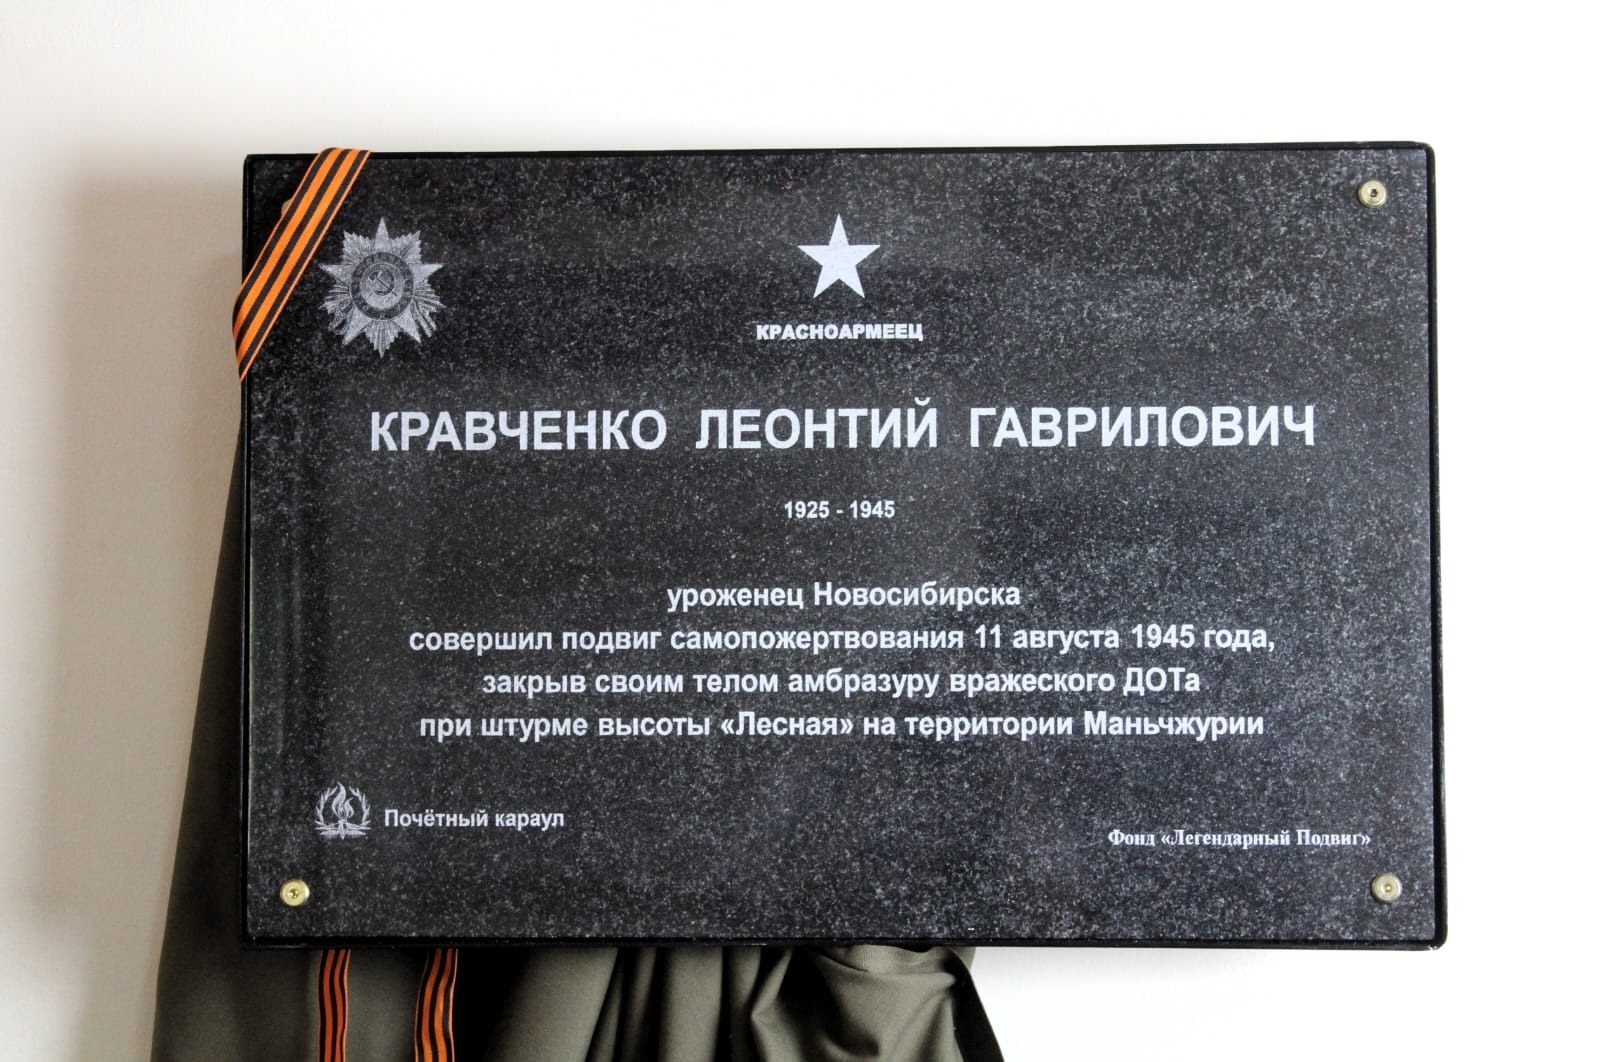 КРАСНОАРМЕЕЦ
КРАВЧЕНКО ЛЕОНТИЙ ГАВРИЛОВИЧ
1925 - 1945
уроженец Новосибирска
совершил подвиг самопожертвования 11 августа 1945 года,
закрыв своим телом амбразуру вражеского ДОТа
при штурме высоты «Лесная» на территории Маньчжурии
Почётный караул
Фонд «Легендарный Подвиг»